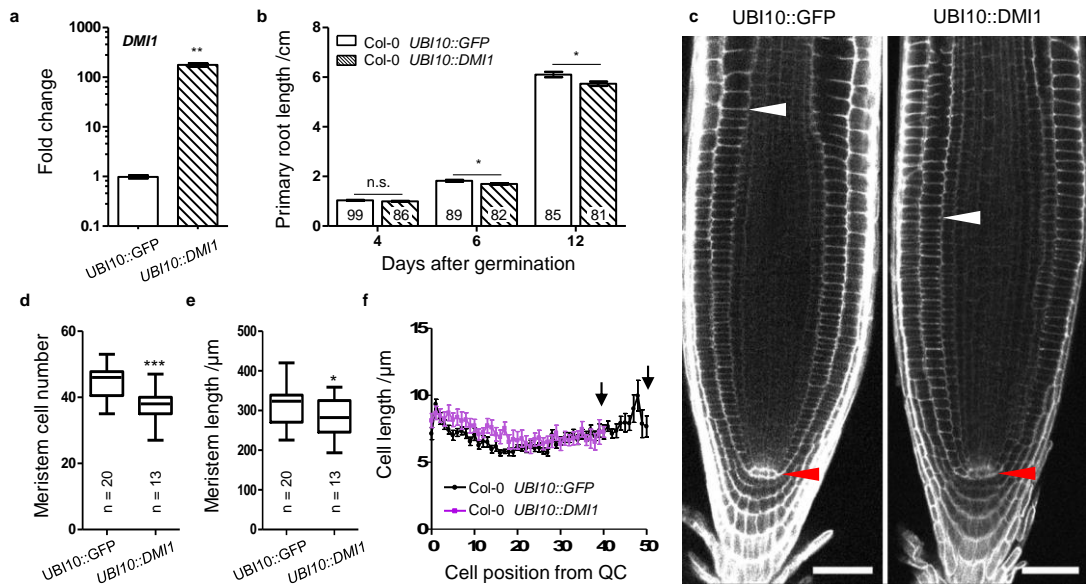 a
DMI1
**
Fold change
1000
100
10
1
0.1
UBI10::GFP
UBI10::DMI1
b
Primary root length /cm
8
6
4
2
0
Col-0 UBI10::GFP
Col-0 UBI10::DMI1
n.s.
*
*
99
86
89
82
85
81
4
6
12
Days after germination
c
UBI10::GFP
UBI10::DMI1
d
Meristem cell number
60
40
20
0
***
n = 20
n = 13
UBI10::GFP
UBI10::DMI1
e
Meristem length /µm
500
400
300
200
100
0
*
n = 20
n = 13
UBI10::GFP
UBI10::DMI1
f
Cell length /µm
15
10
5
0
Col-0 UBI10::GFP
Col-0 UBI10::DMI1
0
10
20
30
40
50
Cell position from QC